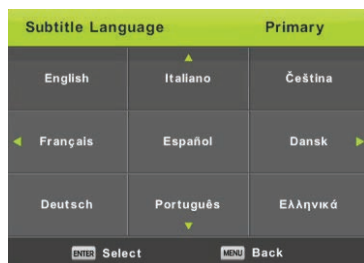 Subtitle Language Primary
English Italiano Čeština
Français Español Dansk
Deutsch Português Ελληνικά
ENTER Select MENU Back